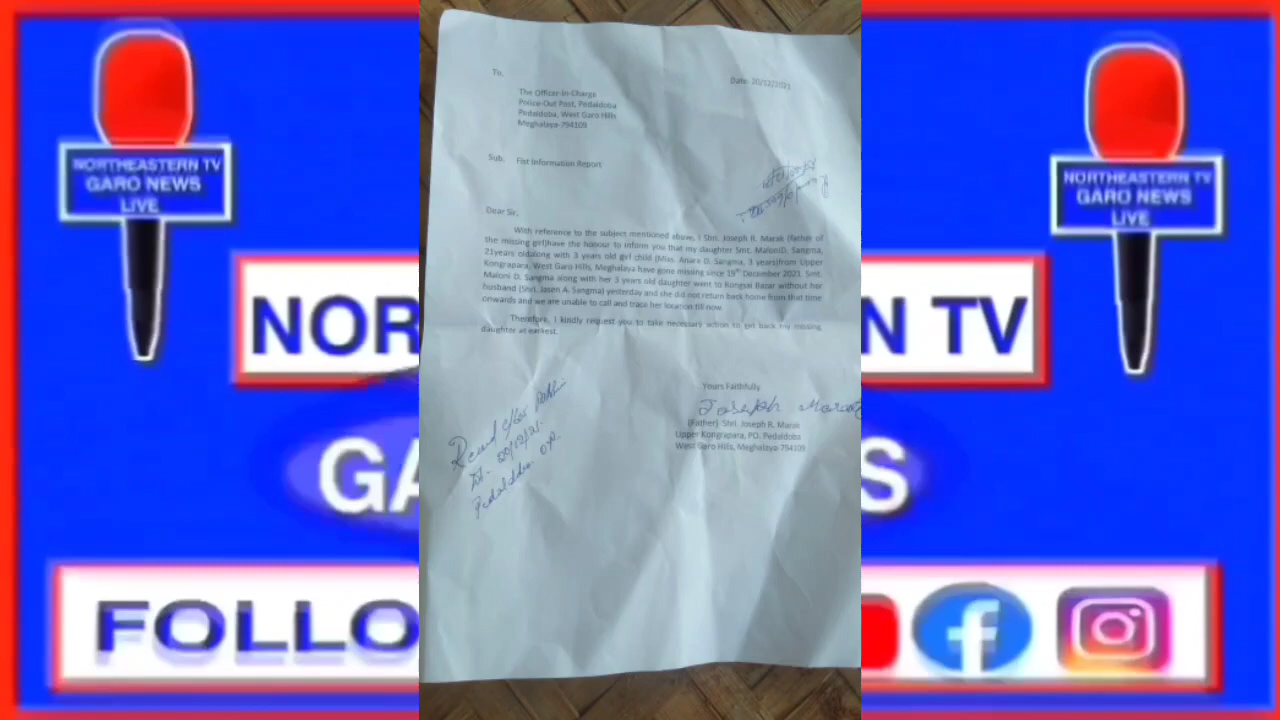 NORTHEASTERN TV
GARO NEWS
LIVE
NORTHEASTERN TV
GARO NEWS
LIVE
NOR
N TV
GA
S
FOLLO
To,
Date- 20/12/2021
The Officer-In-Charge
Police-Out Post, Pedaldoba
Pedaldoba, West Garo Hills
Meghalaya-794109
Sub. Fist Information Report
Dear Sir,
With reference to the subject mentioned above, I Shri. Joseph R. Marak (father of
the missing girl)have the honour to inform you that my daughter Smt. MaloniD. Sangma,
21years oldalong with 3 years old girl child (Miss. Anara D. Sangma, 3 years)from Upper
Kongrapara, West Garo Hills, Meghalaya have gone missing since 19th December 2021. Smt.
Maloni D. Sangma along with her 3 years old daughter went to Rongsai Bazar without her
husband (Shri. Jasen A. Sangma) yesterday and she did not return back home from that time
onwards and we are unable to call and trace her location till now.
Therefore, I kindly request you to take necessary action to get back my missing
daughter at earliest.
Yours Faithfully
Joseph Marak
(Father)- Shri. Joseph R. Marak
Upper Kongrapara, PO. Pedaldoba
West Garo Hills, Meghalaya-794109
Dt- 20/12/21.
Pedaldoba O.P.